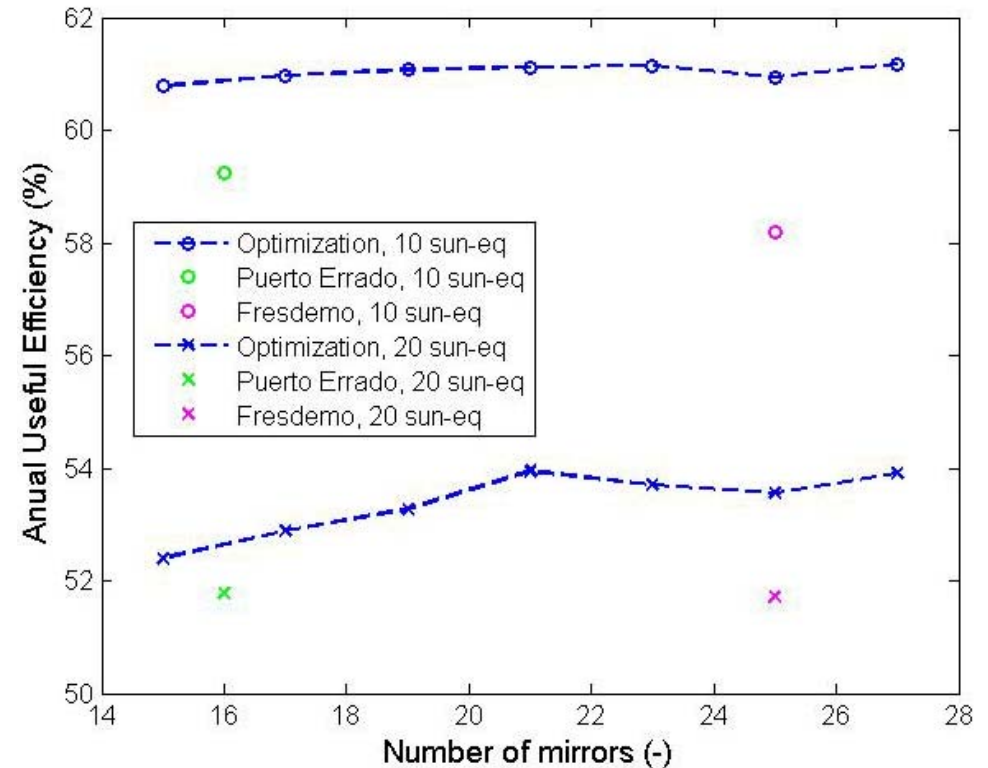 62
60
58
56
54
52
50
Anual Useful Efficiency (%)
Optimization, 10 sun-eq
Puerto Errado, 10 sun-eq
Fresdemo, 10 sun-eq
Optimization, 20 sun-eq
Puerto Errado, 20 sun-eq
Fresdemo, 20 sun-eq
14 16 18 20 22 24 26 28
Number of mirrors (-)